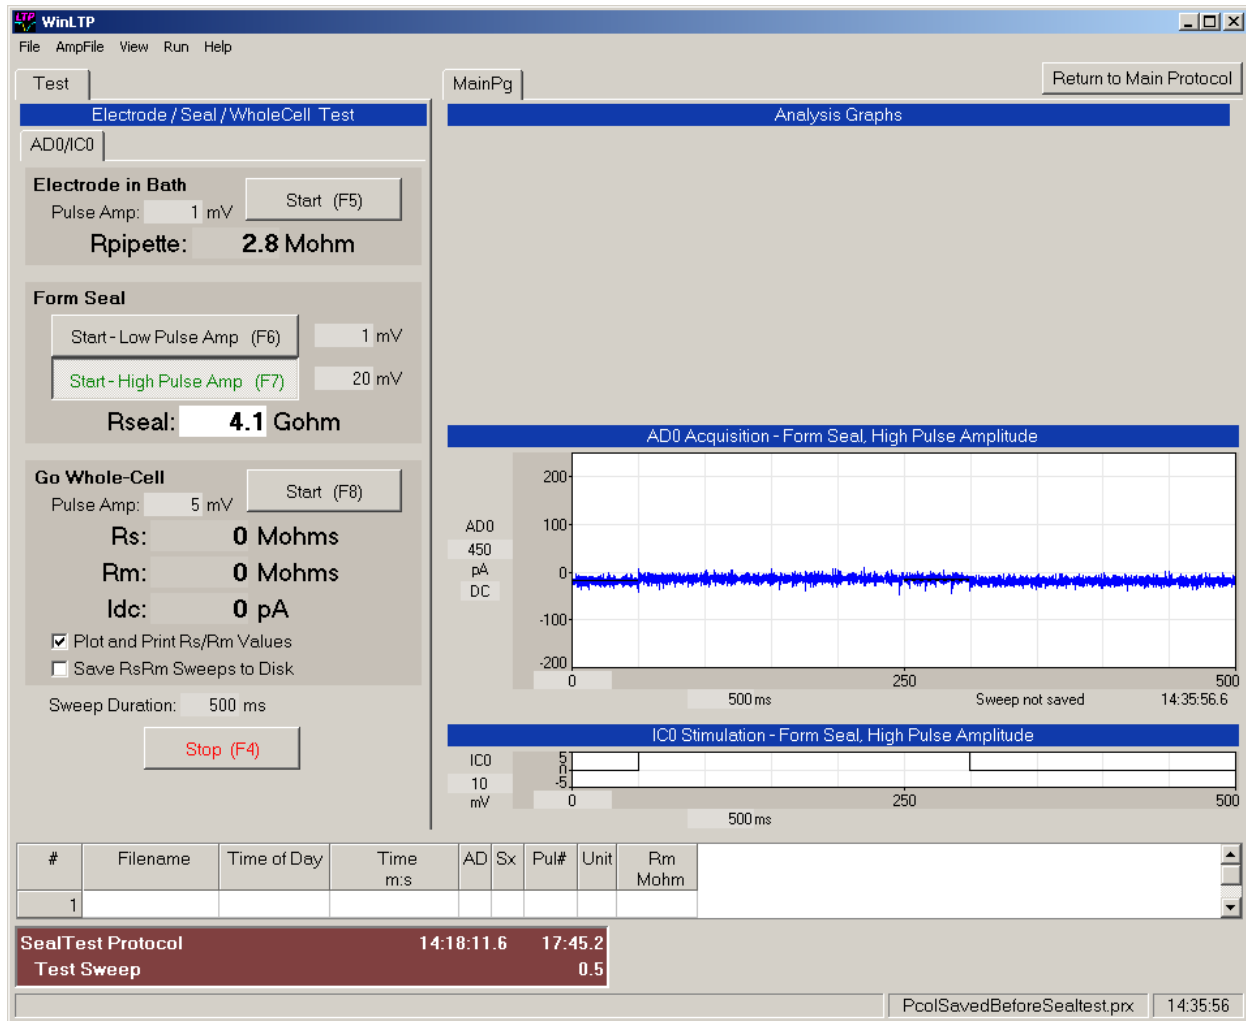 LTP WinLTP
File AmpFile View Run Help
Test
MainPg
Return to Main Protocol
Electrode / Seal / WholeCell Test
Analysis Graphs
AD0/IC0
Electrode in Bath
Start (F5)
Pulse Amp: 1 mV
Rpipette: 2.8 Mohm
Form Seal
Start - Low Pulse Amp (F6) 1 mV
Start - High Pulse Amp (F7) 20 mV
Rseal: 4.1 Gohm
Go Whole-Cell
Start (F8)
Pulse Amp: 5 mV
Rs: 0 Mohms
Rm: 0 Mohms
Idc: 0 pA
Plot and Print Rs/Rm Values
Save RsRm Sweeps to Disk
Sweep Duration: 500 ms
Stop (F4)
AD0 Acquisition - Form Seal, High Pulse Amplitude
200
100
0
-100
-200
AD0
450
pA
DC
0 250 500
500 ms Sweep not saved 14:35:56.6
IC0 Stimulation - Form Seal, High Pulse Amplitude
IC0
10
mV
5
0
-5
0 250 500
500 ms
# Filename Time of Day Time m:s AD Sx Pul# Unit Rm Mohm
1
SealTest Protocol 14:18:11.6 17:45.2
Test Sweep 0.5
PcolSavedBeforeSealtest.prx 14:35:56